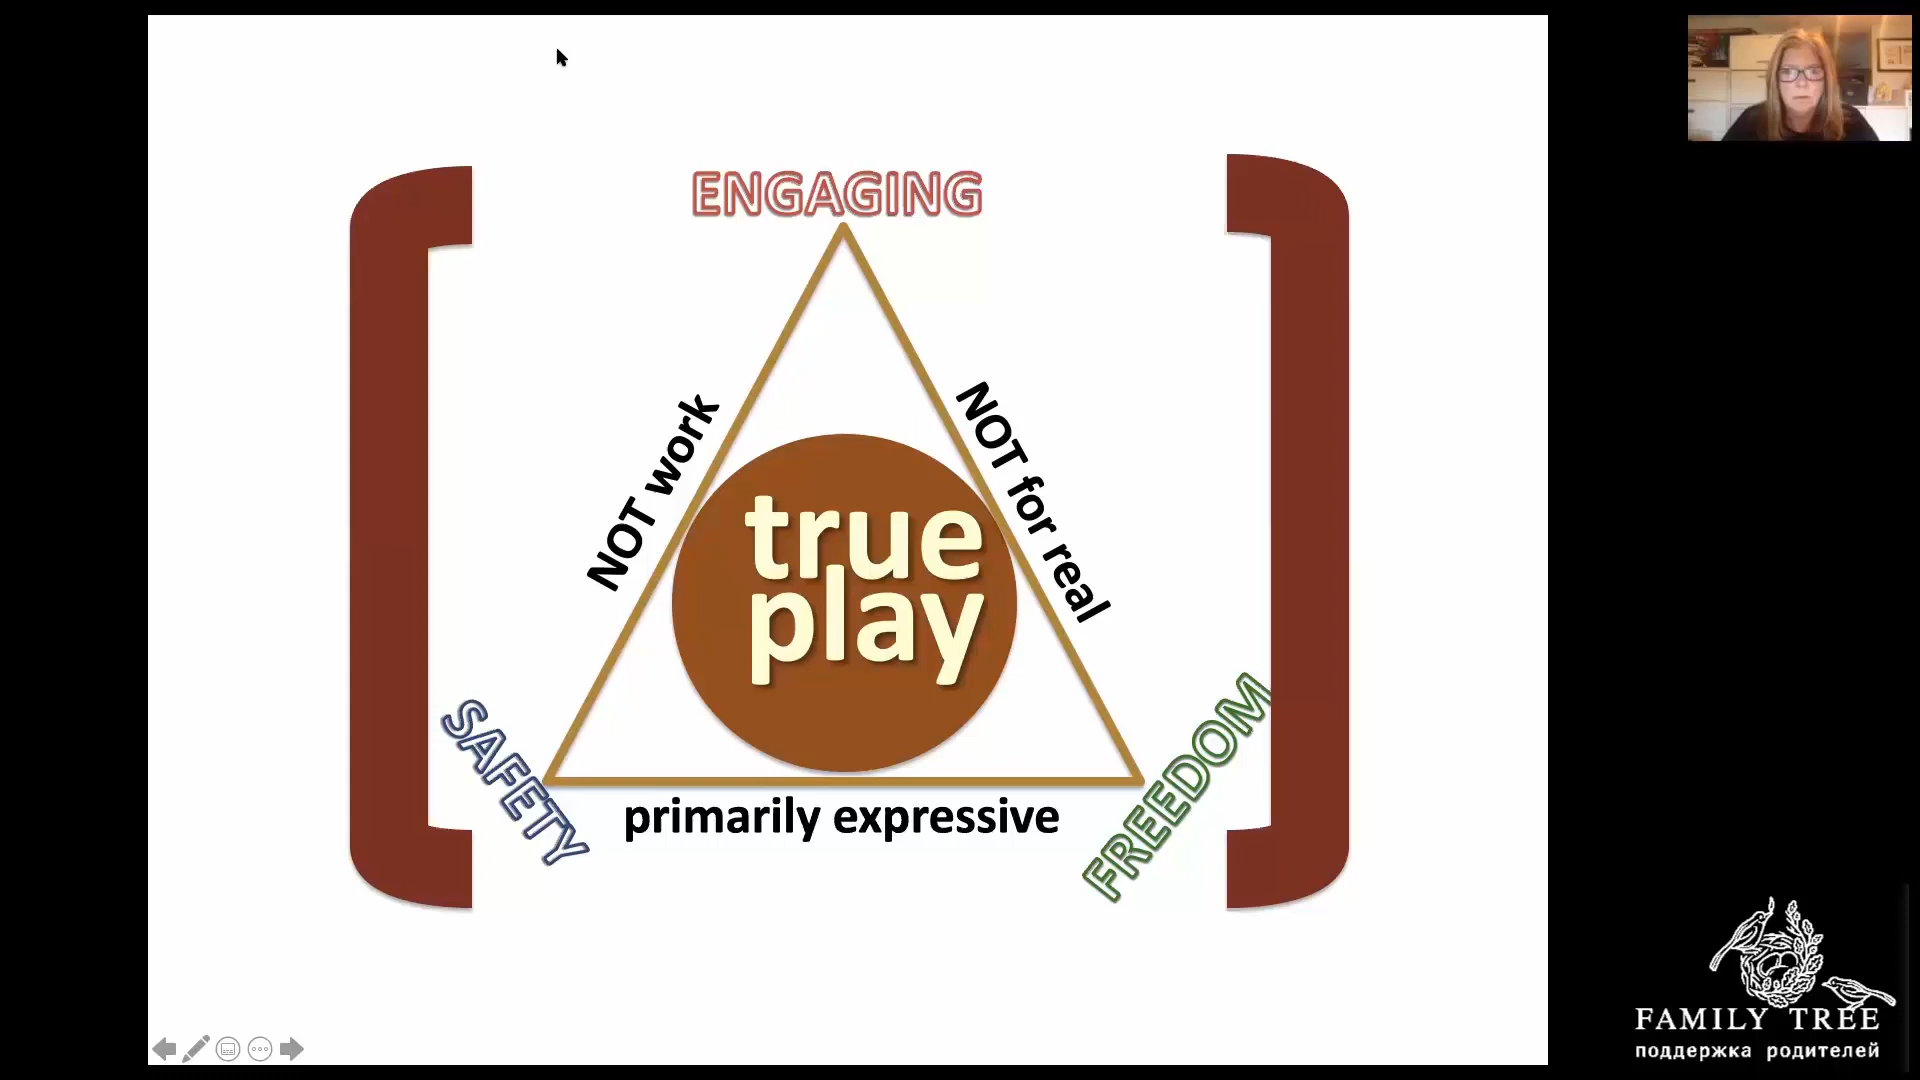 ENGAGING
NOT work
NOT for real
true
play
SAFETY
FREEDOM
primarily expressive
FAMILY TREE
поддержка родителей